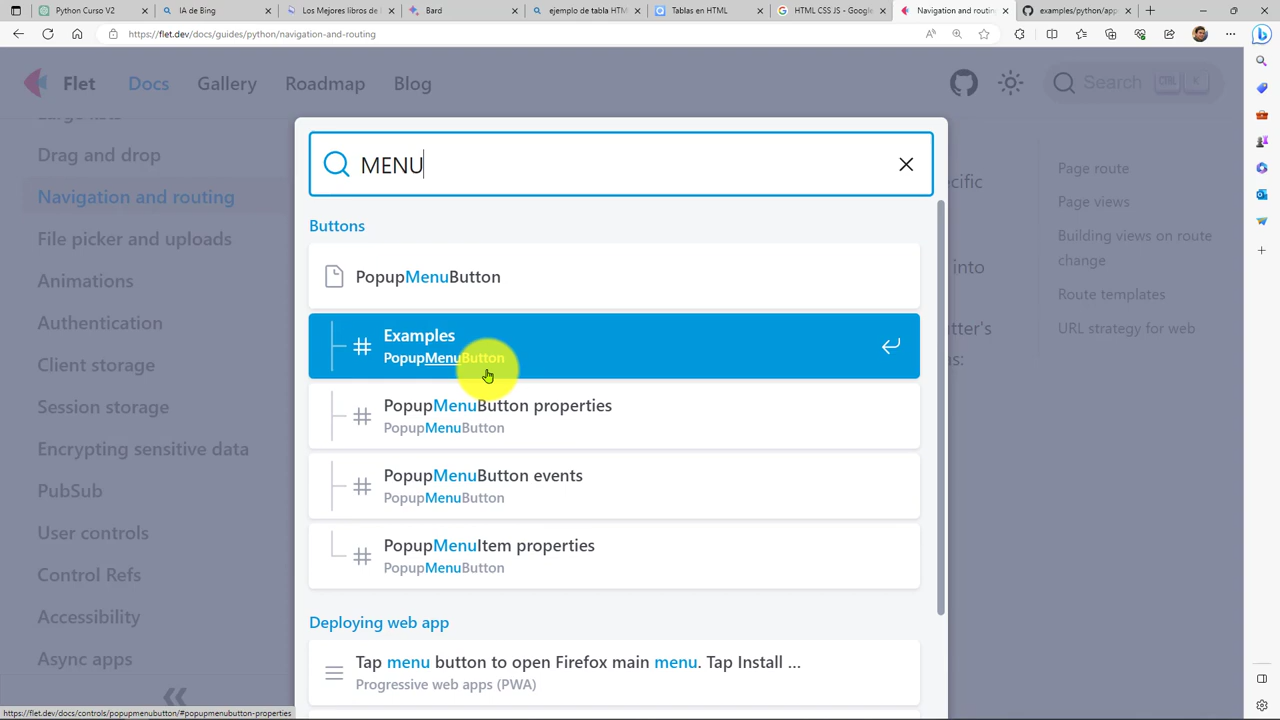 Python Curso V2
IA de Bing
Los Mejores libros de
Bard
ejemplo de tabla HTM
Tablas en HTML
HTML CSS JS - Google
Navigation and routing
examples/python/app
https://flet.dev/docs/guides/python/navigation-and-routing
Flet
Docs
Gallery
Roadmap
Blog
Search
CTRL
K
Drag and drop
Navigation and routing
File picker and uploads
Animations
Authentication
Client storage
Session storage
Encrypting sensitive data
PubSub
User controls
Control Refs
Accessibility
Async apps
MENU
Buttons
PopupMenuButton
Examples
PopupMenuButton
PopupMenuButton properties
PopupMenuButton
PopupMenuButton events
PopupMenuButton
PopupMenuItem properties
PopupMenuButton
Deploying web app
Tap menu button to open Firefox main menu. Tap Install ...
Progressive web apps (PWA)
into
Page route
Page views
Building views on route
change
Route templates
URL strategy for web
https://flet.dev/docs/controls/popupmenubutton/#popupmenubutton-properties